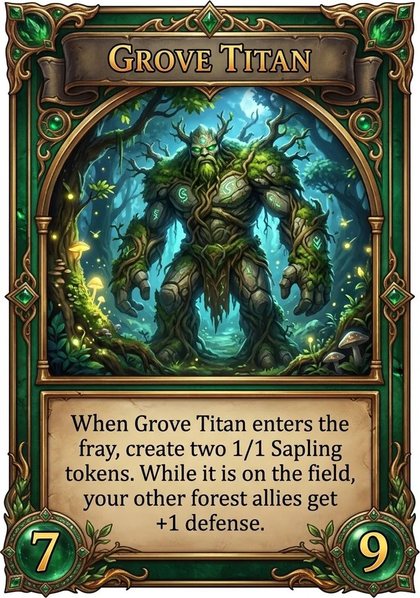 GROVE TITAN
When Grove Titan enters the
fray, create two 1/1 Sapling
tokens. While it is on the field,
your other forest allies get
+1 defense.
7
9